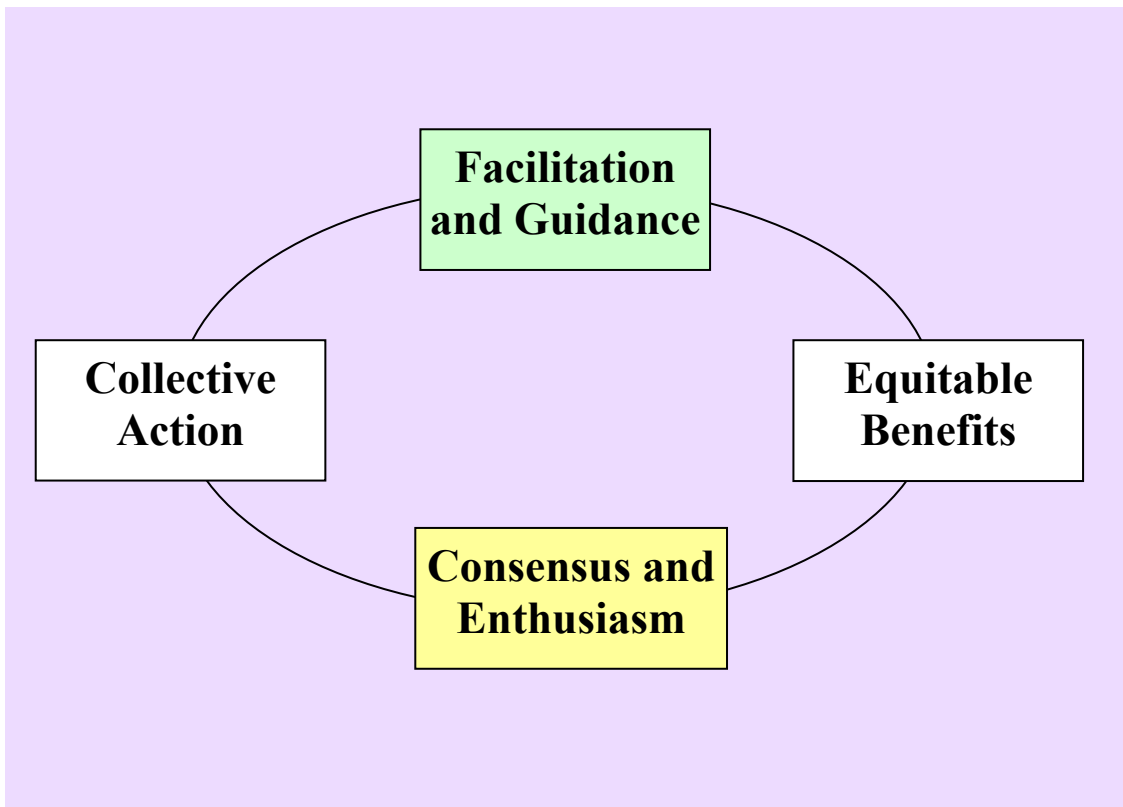 Facilitation
and Guidance
Collective
Action
Equitable
Benefits
Consensus and
Enthusiasm